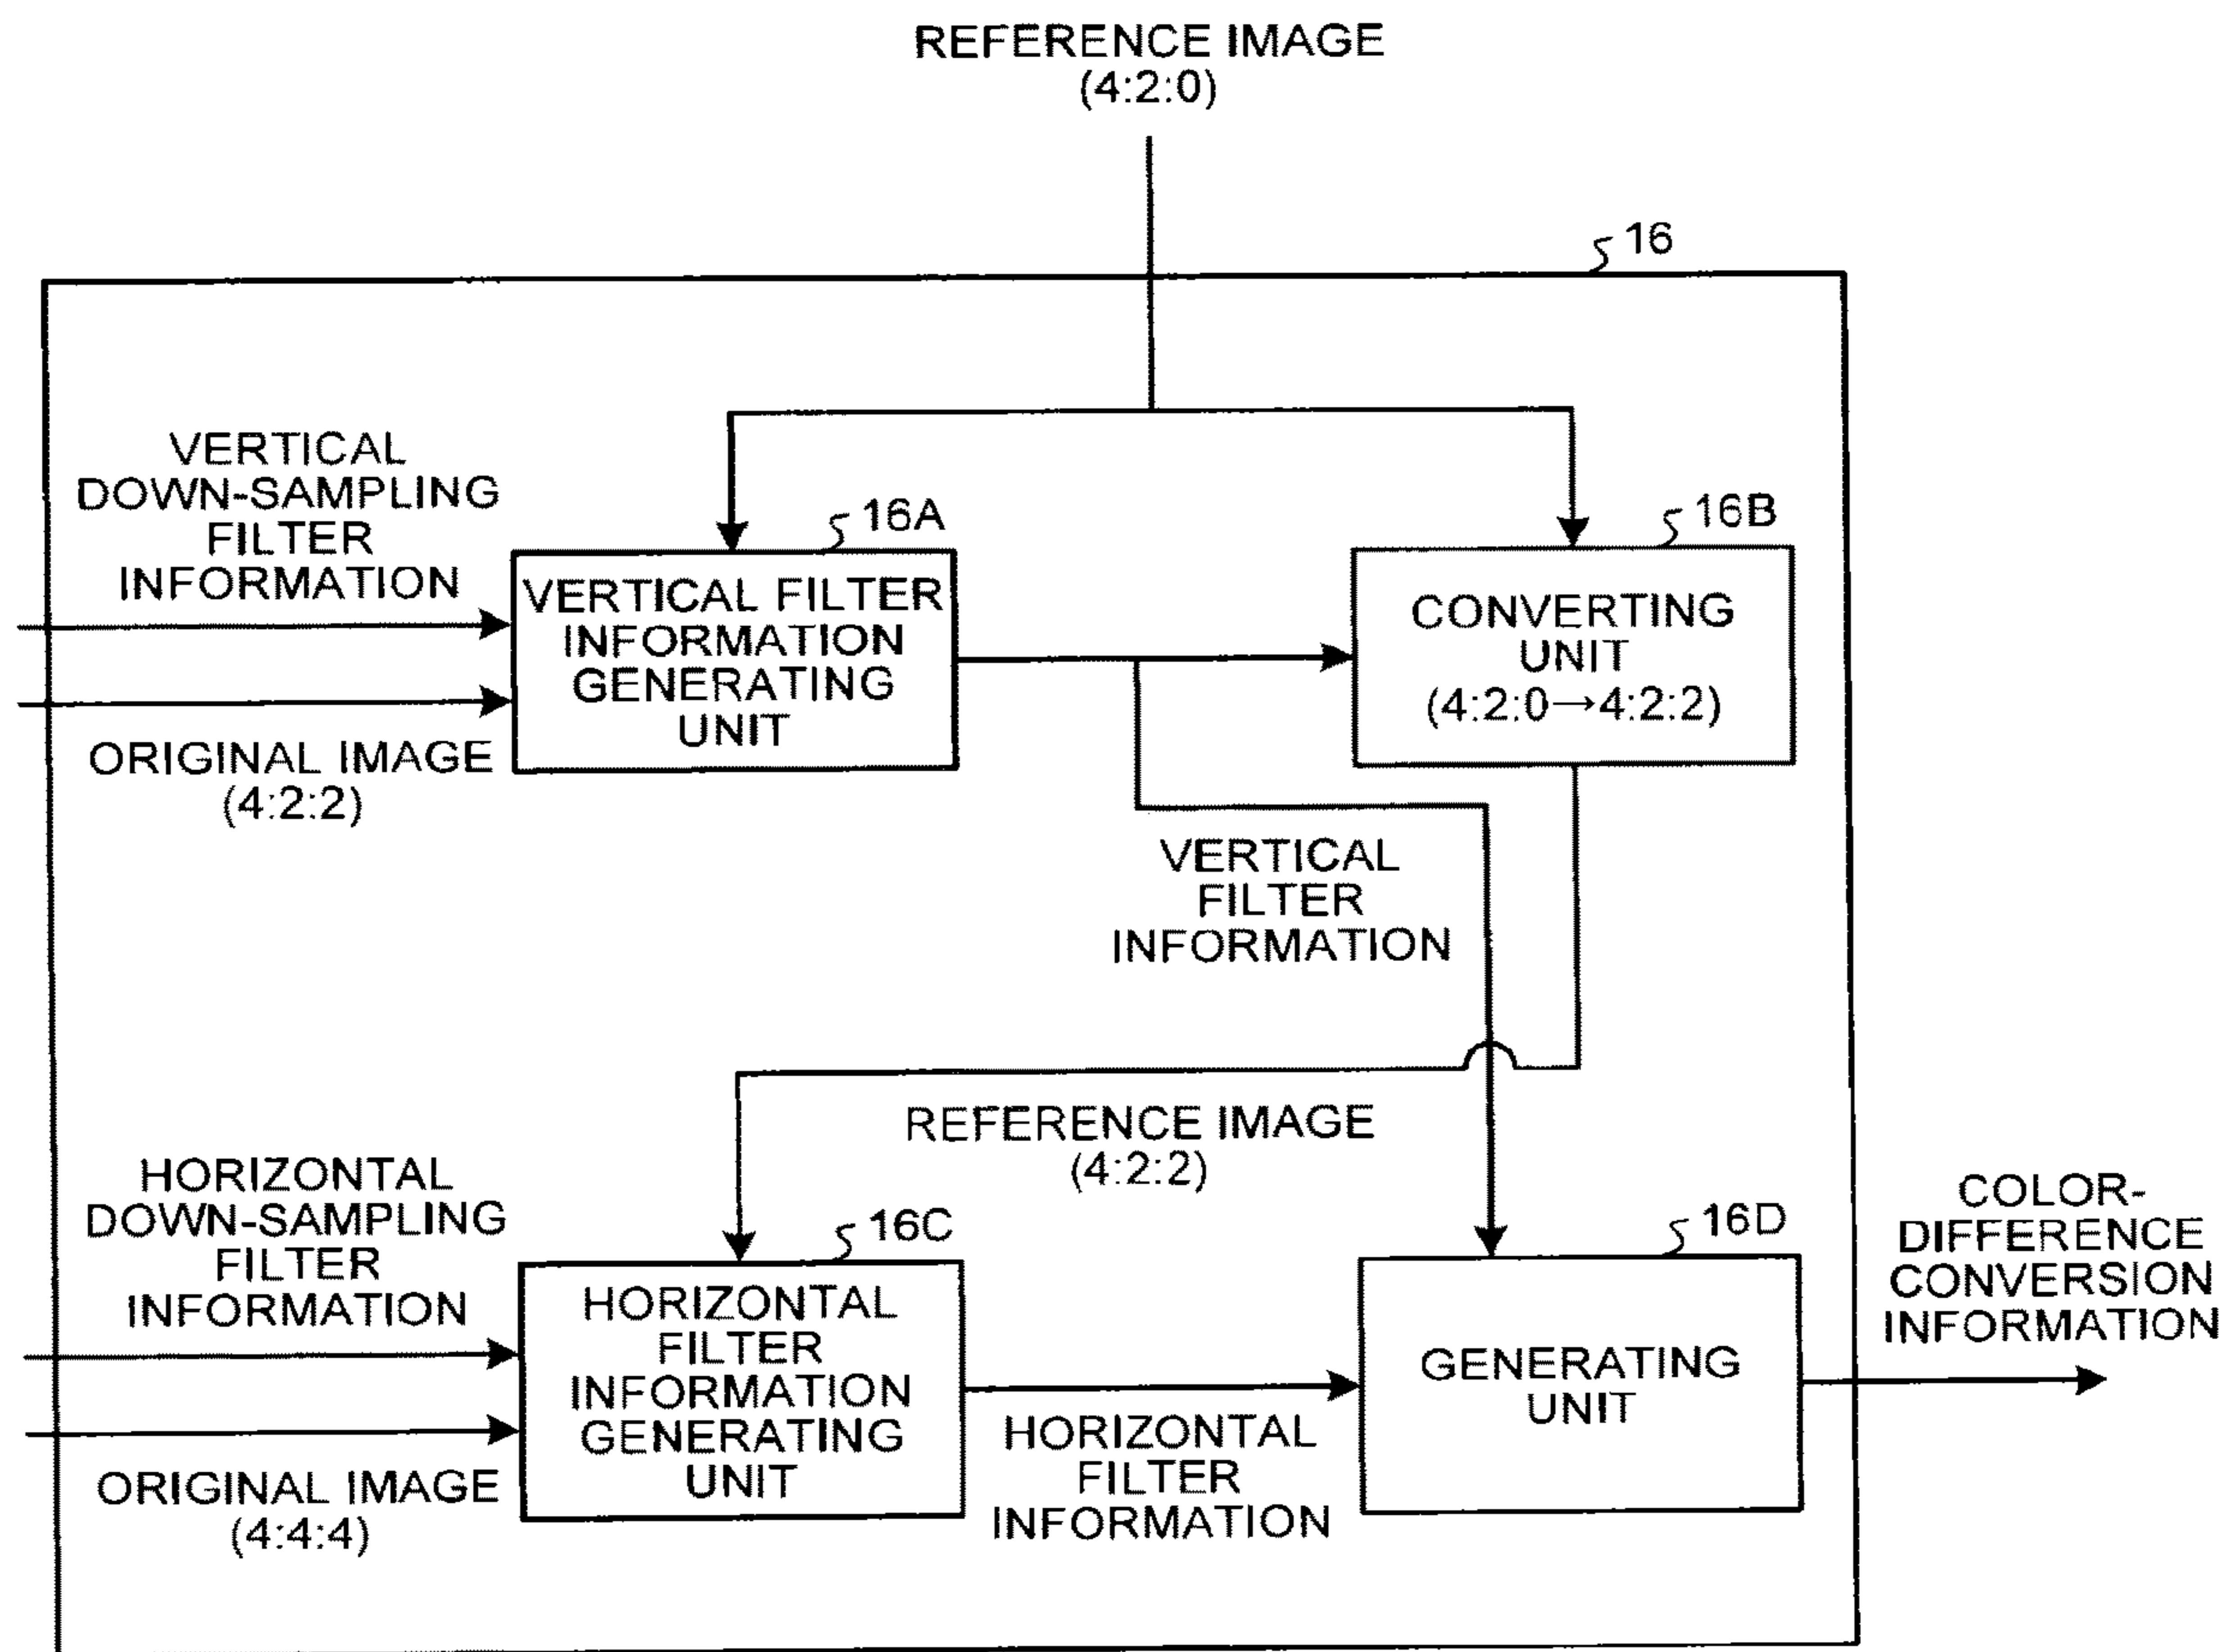 REFERENCE IMAGE
(4:2:0)
16
VERTICAL
DOWN-SAMPLING
FILTER
INFORMATION
ORIGINAL IMAGE
(4:2:2)
16A
VERTICAL FILTER
INFORMATION
GENERATING
UNIT
16B
CONVERTING
UNIT
(4:2:0→4:2:2)
VERTICAL
FILTER
INFORMATION
REFERENCE IMAGE
(4:2:2)
HORIZONTAL
DOWN-SAMPLING
FILTER
INFORMATION
ORIGINAL IMAGE
(4:4:4)
16C
HORIZONTAL
FILTER
INFORMATION
GENERATING
UNIT
HORIZONTAL
FILTER
INFORMATION
16D
GENERATING
UNIT
COLOR-
DIFFERENCE
CONVERSION
INFORMATION